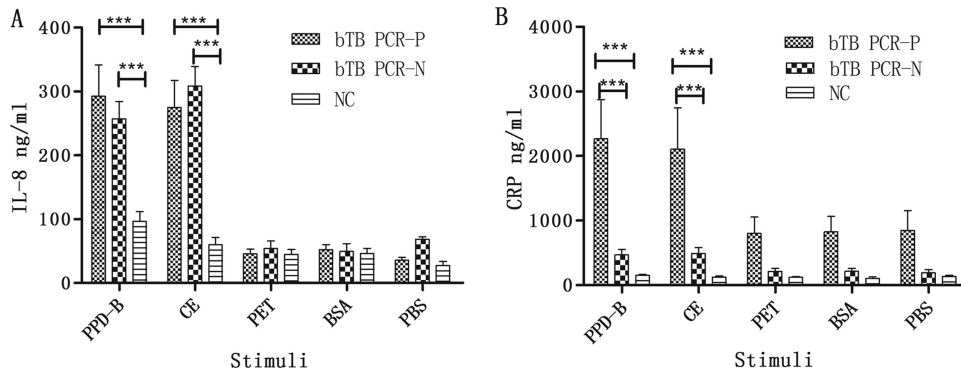 A
IL-8 ng/ml
400
300
200
100
0
***
***
***
***
bTB PCR-P
bTB PCR-N
NC
PPD-B
CE
PET
BSA
PBS
Stimuli
B
CRP ng/ml
4000
3000
2000
1000
0
***
***
***
***
bTB PCR-P
bTB PCR-N
NC
PPD-B
CE
PET
BSA
PBS
Stimuli